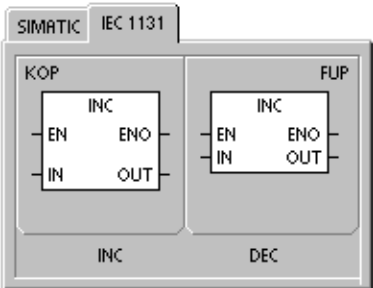 SIMATIC IEC 1131
KOP FUP
INC INC
EN ENO EN ENO
IN OUT IN OUT
INC DEC